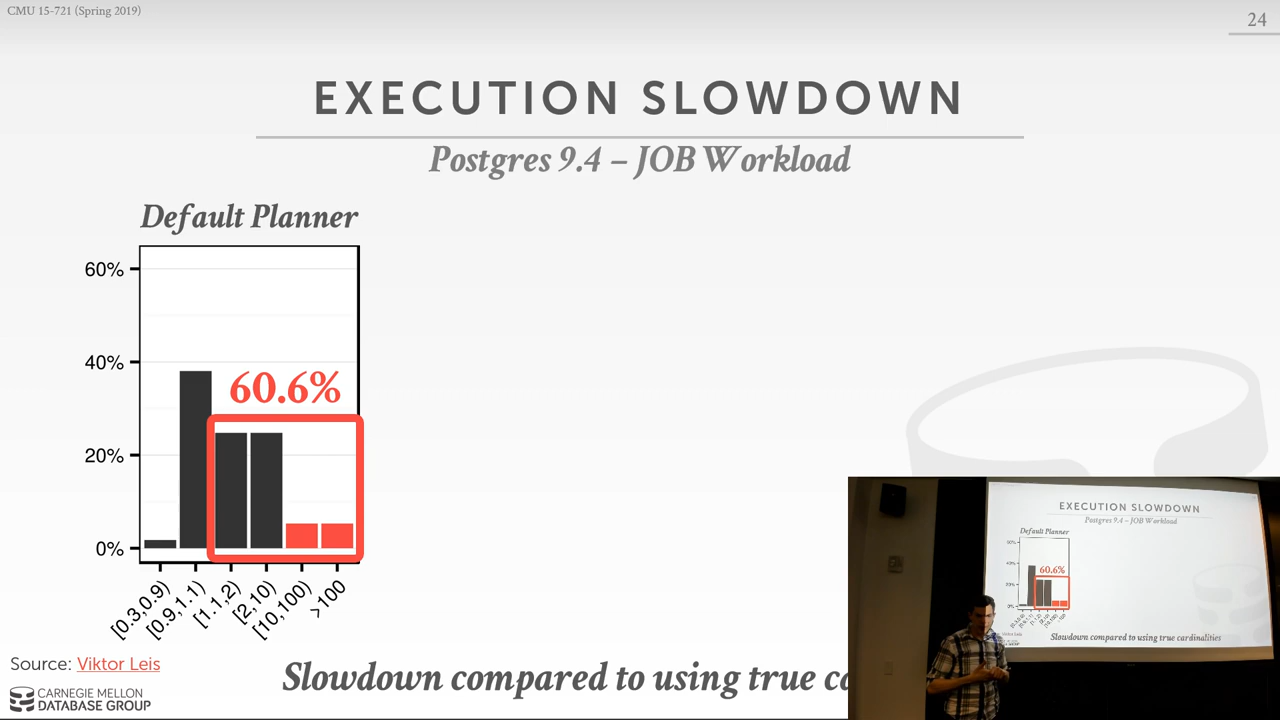 CMU 15-721 (Spring 2019)
24
EXECUTION SLOWDOWN
Postgres 9.4 – JOB Workload
Default Planner
60%
40%
20%
0%
60.6%
[0.3,0.9)
[0.9,1.1)
[1.1,2)
[2,10)
[10,100)
>100
Source: Viktor Leis
Slowdown compared to using true
CARNEGIE MELLON
DATABASE GROUP
EXECUTION SLOWDOWN
Postgres 9.4 – JOB Workload
Default Planner
60.6%
Slowdown compared to using true cardinalities